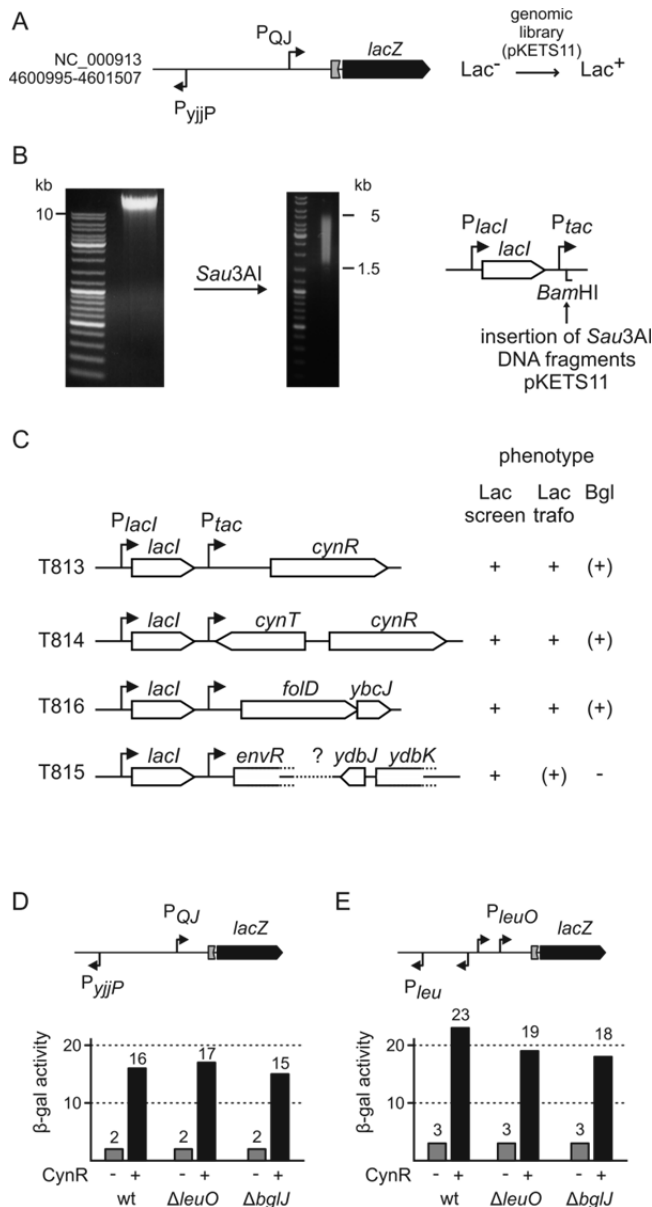 A
NC_000913
4600995-4601507
PQJ
lacZ
PyjjP
genomic
library
(pKETS11)
Lac- Lac+
B
kb
10
Sau3AI
kb
5
1.5
PlacI
lacI
Ptac
BamHI
insertion of Sau3AI
DNA fragments
pKETS11
C
phenotype
Lac Lac Bgl
screen trafo
PlacI Ptac
T813 lacI cynR + + (+)
T814 lacI cynT cynR + + (+)
T816 lacI folD ybcJ + + (+)
T815 lacI envR ? ydbJ ydbK + (+) -
D
PQJ
lacZ
PyjjP
β-gal activity
20
10
2 16 2 17 2 15
CynR - + - + - +
wt ΔleuO ΔbglJ
E
PleuO
lacZ
Pleu
β-gal activity
20
10
3 23 3 19 3 18
CynR - + - + - +
wt ΔleuO ΔbglJ